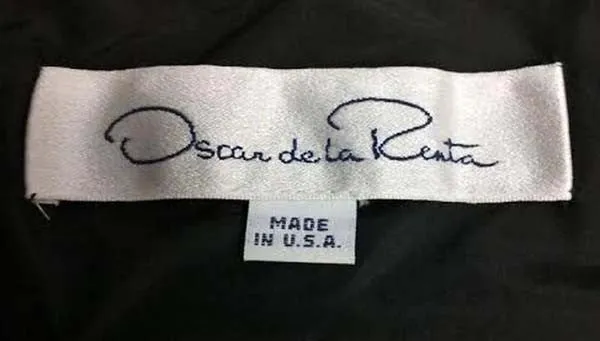 Oscar de la Renta
MADE
IN U.S.A.